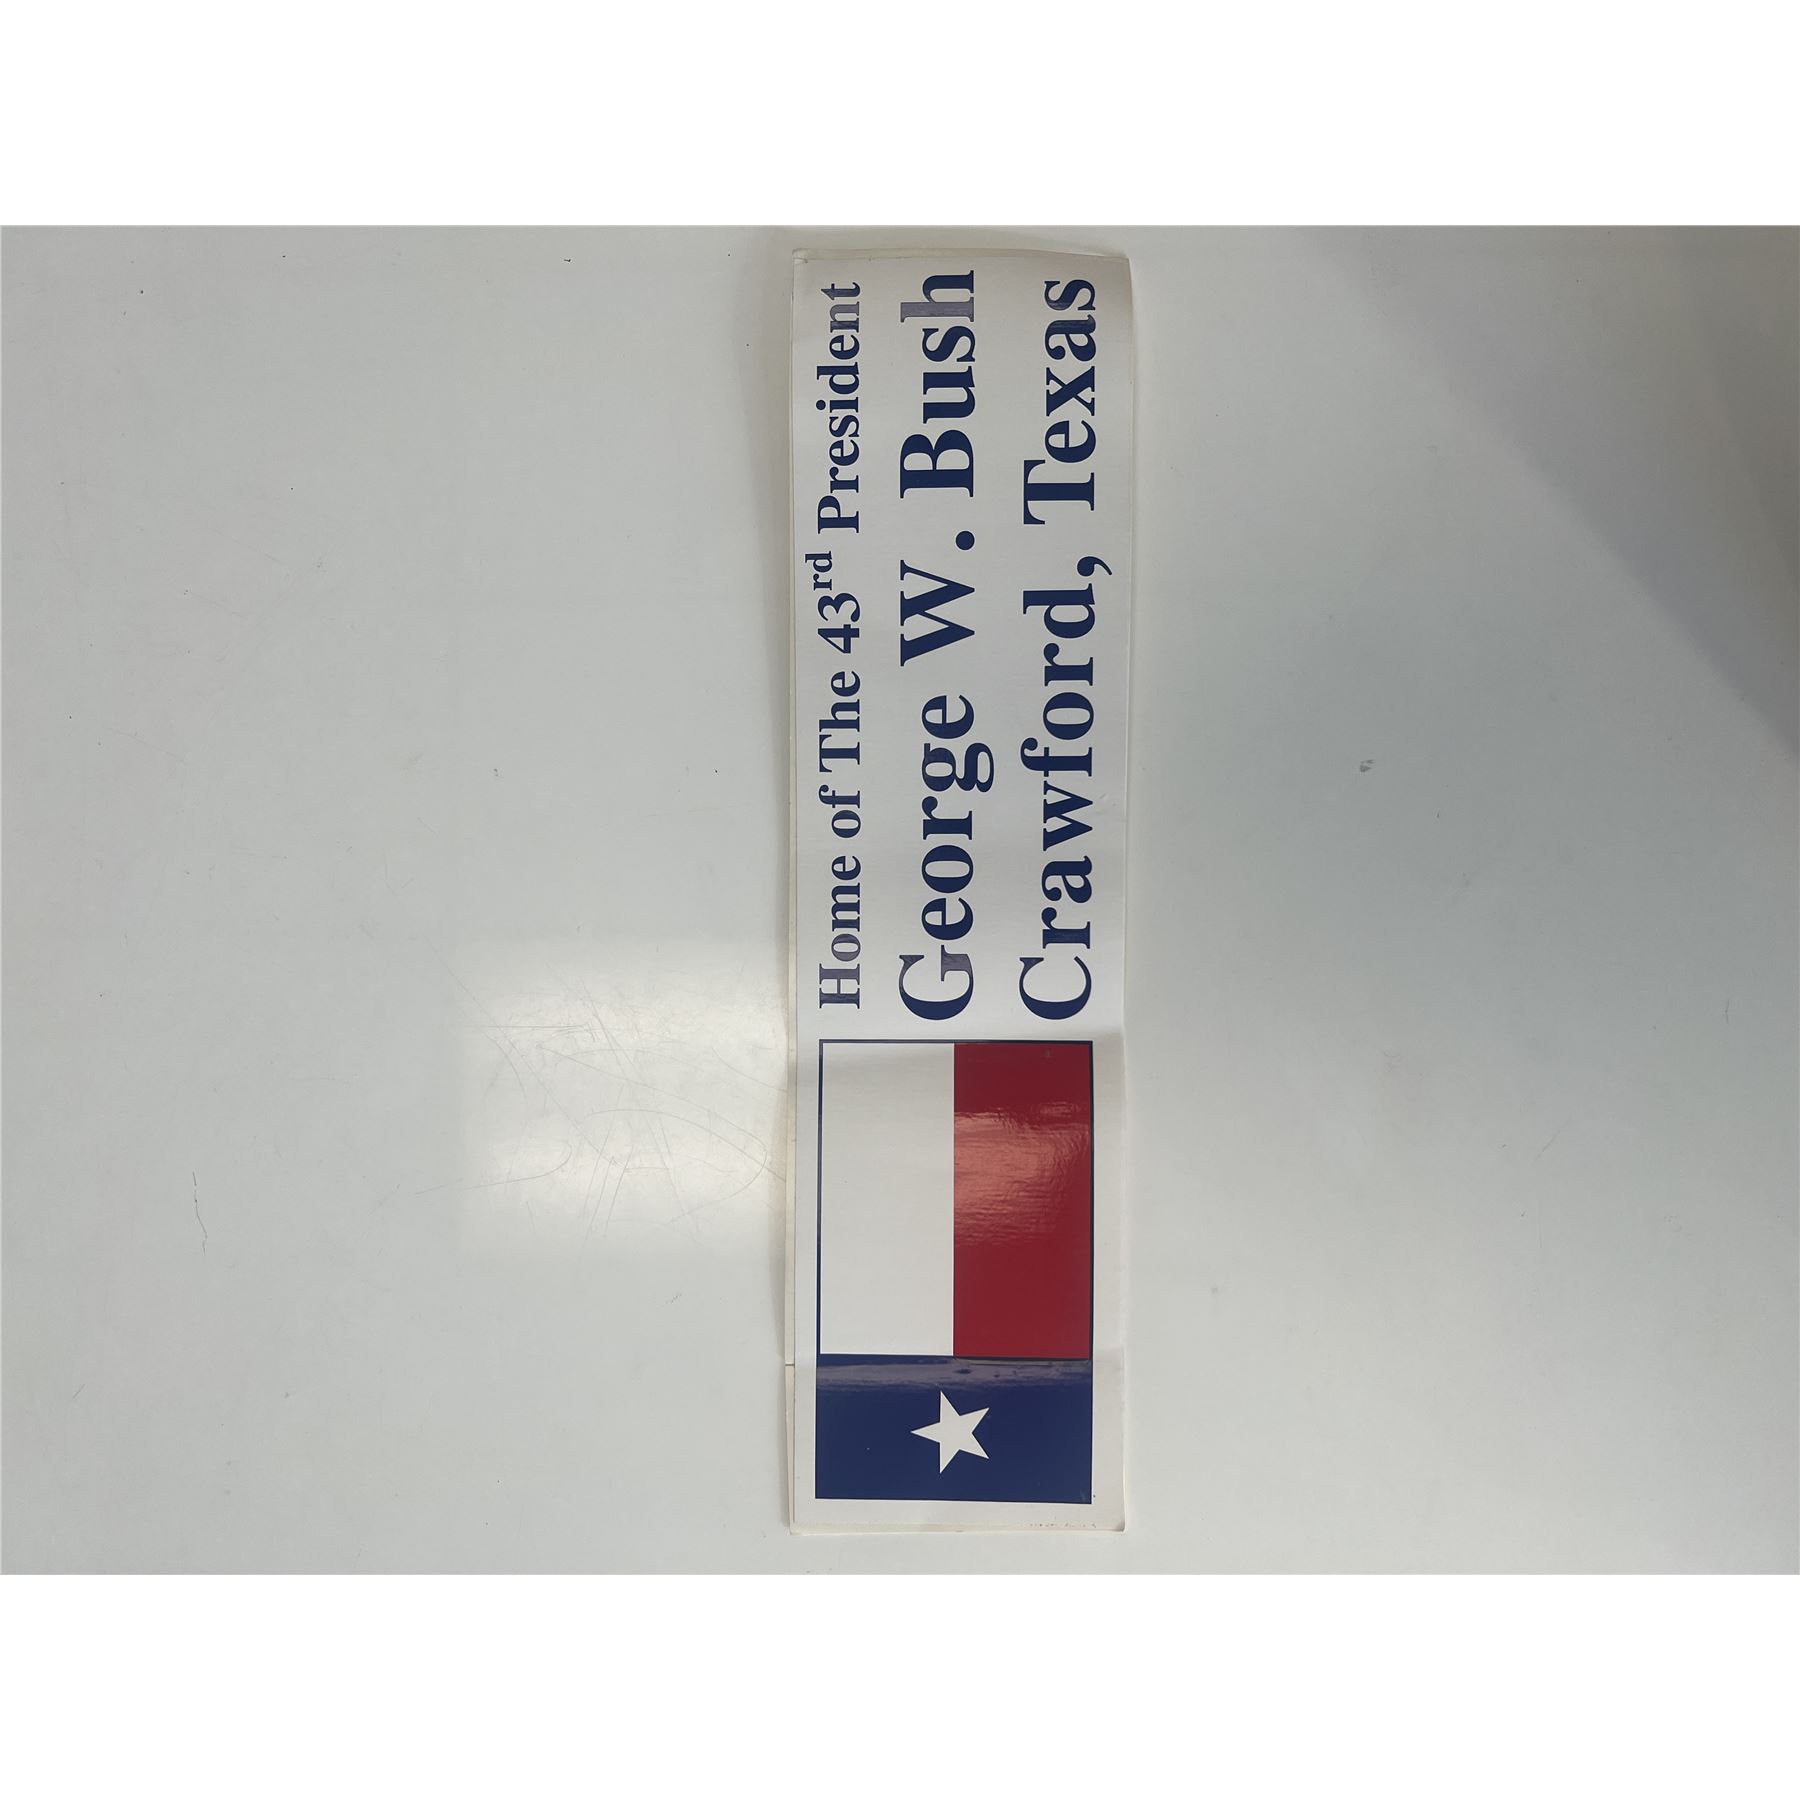 Home of The 43rd President
George W. Bush
Crawford, Texas